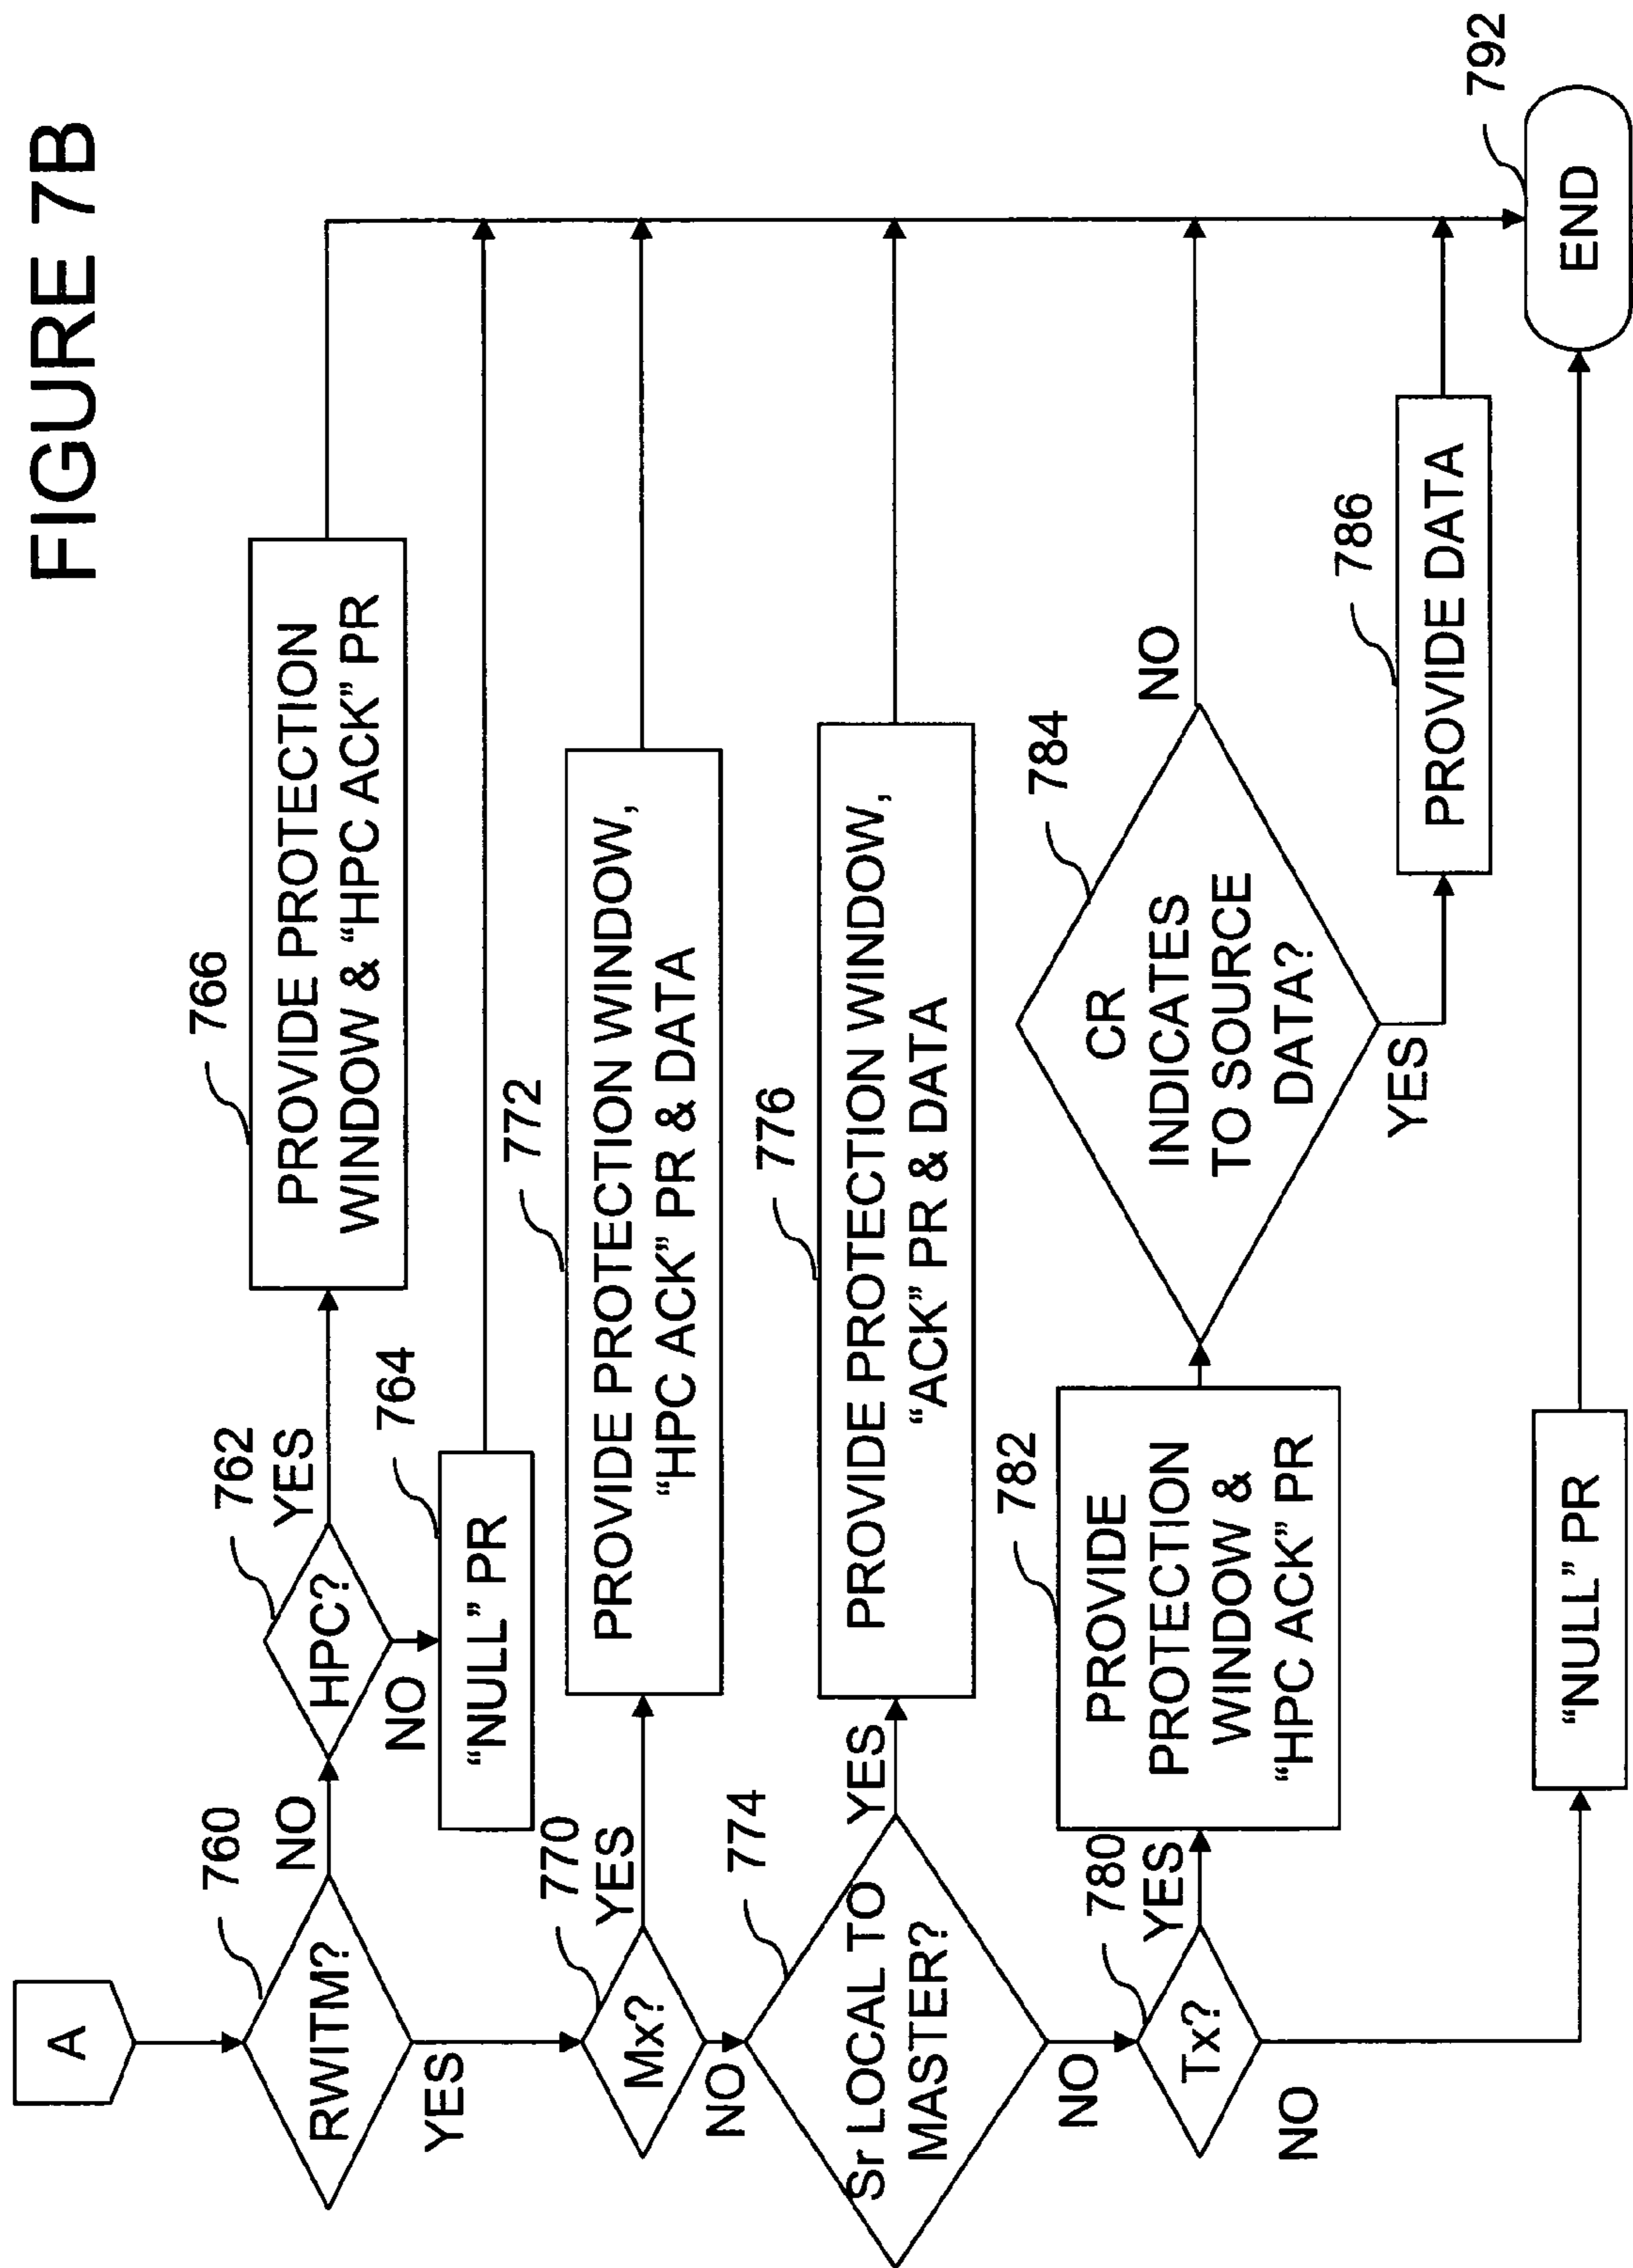 FIGURE 7B
A
760
RWITM?
NO
YES
762
HPC?
YES
NO
766
PROVIDE PROTECTION
WINDOW & “HPC ACK” PR
764
“NULL” PR
770
Mx?
YES
NO
772
PROVIDE PROTECTION WINDOW,
“HPC ACK” PR & DATA
774
Sr LOCAL TO
MASTER?
YES
NO
776
PROVIDE PROTECTION WINDOW,
“ACK” PR & DATA
780
Tx?
YES
NO
782
PROVIDE
PROTECTION
WINDOW &
“HPC ACK” PR
784
CR
INDICATES
TO SOURCE
DATA?
NO
YES
786
PROVIDE DATA
“NULL” PR
792
END